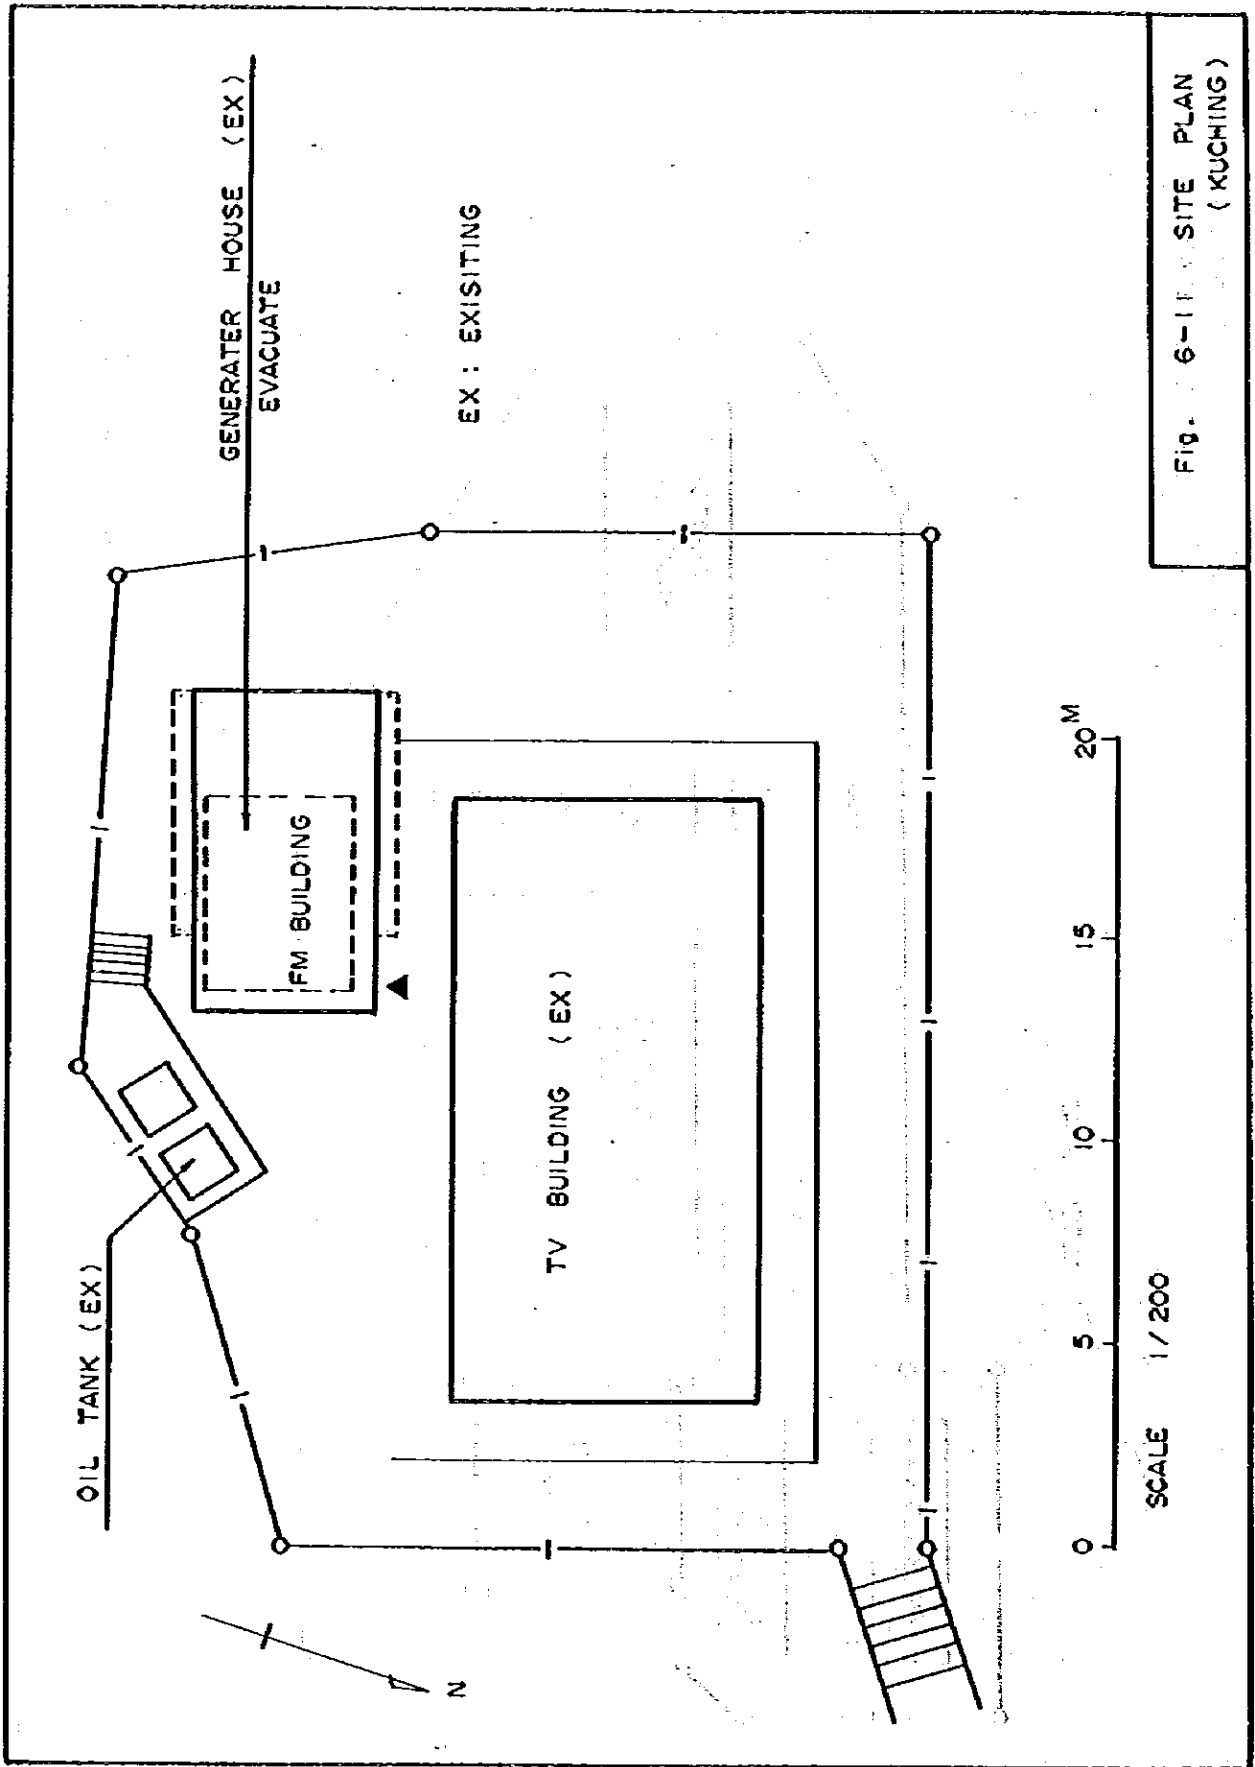 GENERATER HOUSE (EX)
EVACUATE
OIL TANK (EX)
EX : EXISITING
FM BUILDING
TV BUILDING (EX)
N
0 5 10 15 20 M
SCALE 1/200
Fig. 6-11 SITE PLAN
(KUCHING)